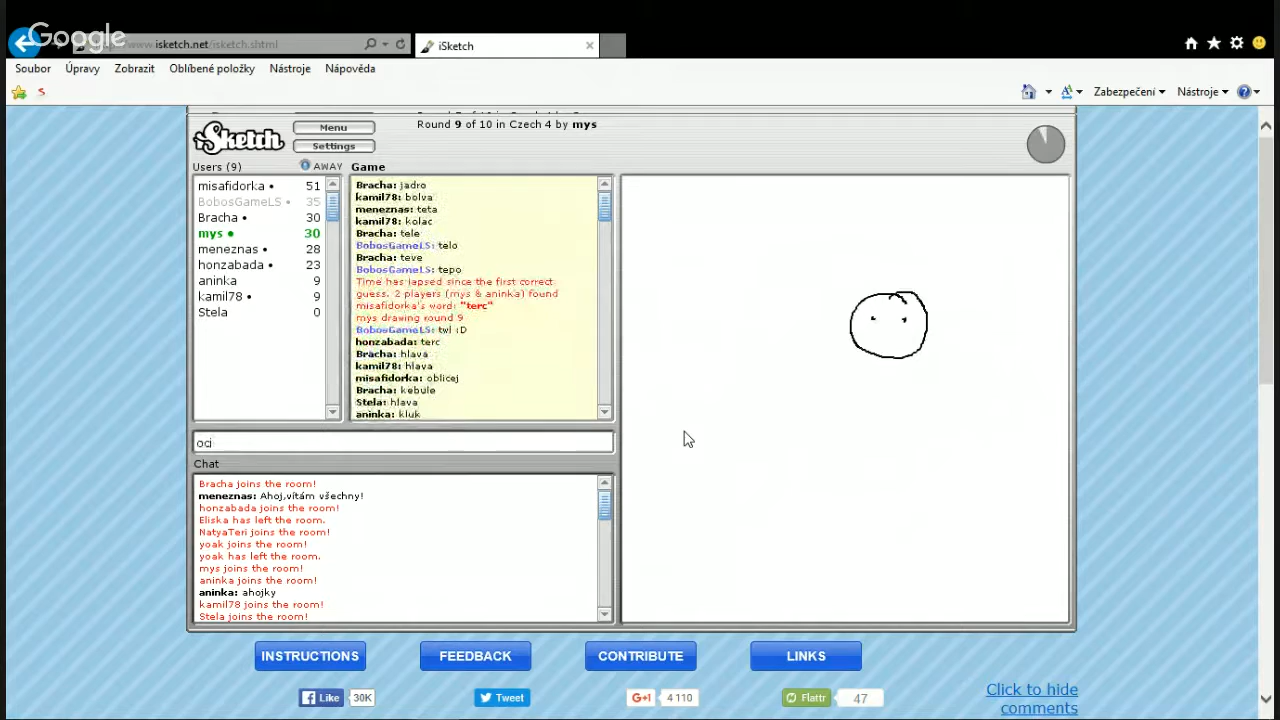 Google
www.isketch.net/isketch.shtml
iSketch
Soubor Úpravy Zobrazit Oblíbené položky Nástroje Nápověda
S
Zabezpečení Nástroje
iSketch
Menu
Settings
Round 9 of 10 in Czech 4 by mys
Users (9) AWAY Game
misafidorka • 51
BobosGameLS • 35
Bracha • 30
mys • 30
meneznas • 28
honzabada • 23
aninka 9
kamil78 • 9
Stela 0
Bracha: jadro
kamil78: bolva
meneznas: teta
kamil78: kolac
Bracha: tele
BobosGameLS: telo
Bracha: teve
BobosGameLS: tepo
Time has lapsed since the first correct
guess. 2 players (mys & aninka) found
misafidorka's word: "terc"
mys drawing round 9
BobosGameLS: twl :D
honzabada: terc
Bracha: hlava
kamil78: hlava
misafidorka: oblicej
Bracha: kebule
Stela: hlava
aninka: kluk
oci
Chat
Bracha joins the room!
meneznas: Ahoj,vítám všechny!
honzabada joins the room!
Eliska has left the room.
NatyaTeri joins the room!
yoak joins the room!
yoak has left the room.
mys joins the room!
aninka joins the room!
aninka: ahojky
kamil78 joins the room!
Stela joins the room!
INSTRUCTIONS FEEDBACK CONTRIBUTE LINKS
Like 30K Tweet G+1 4 110 Flattr 47
Click to hide
comments